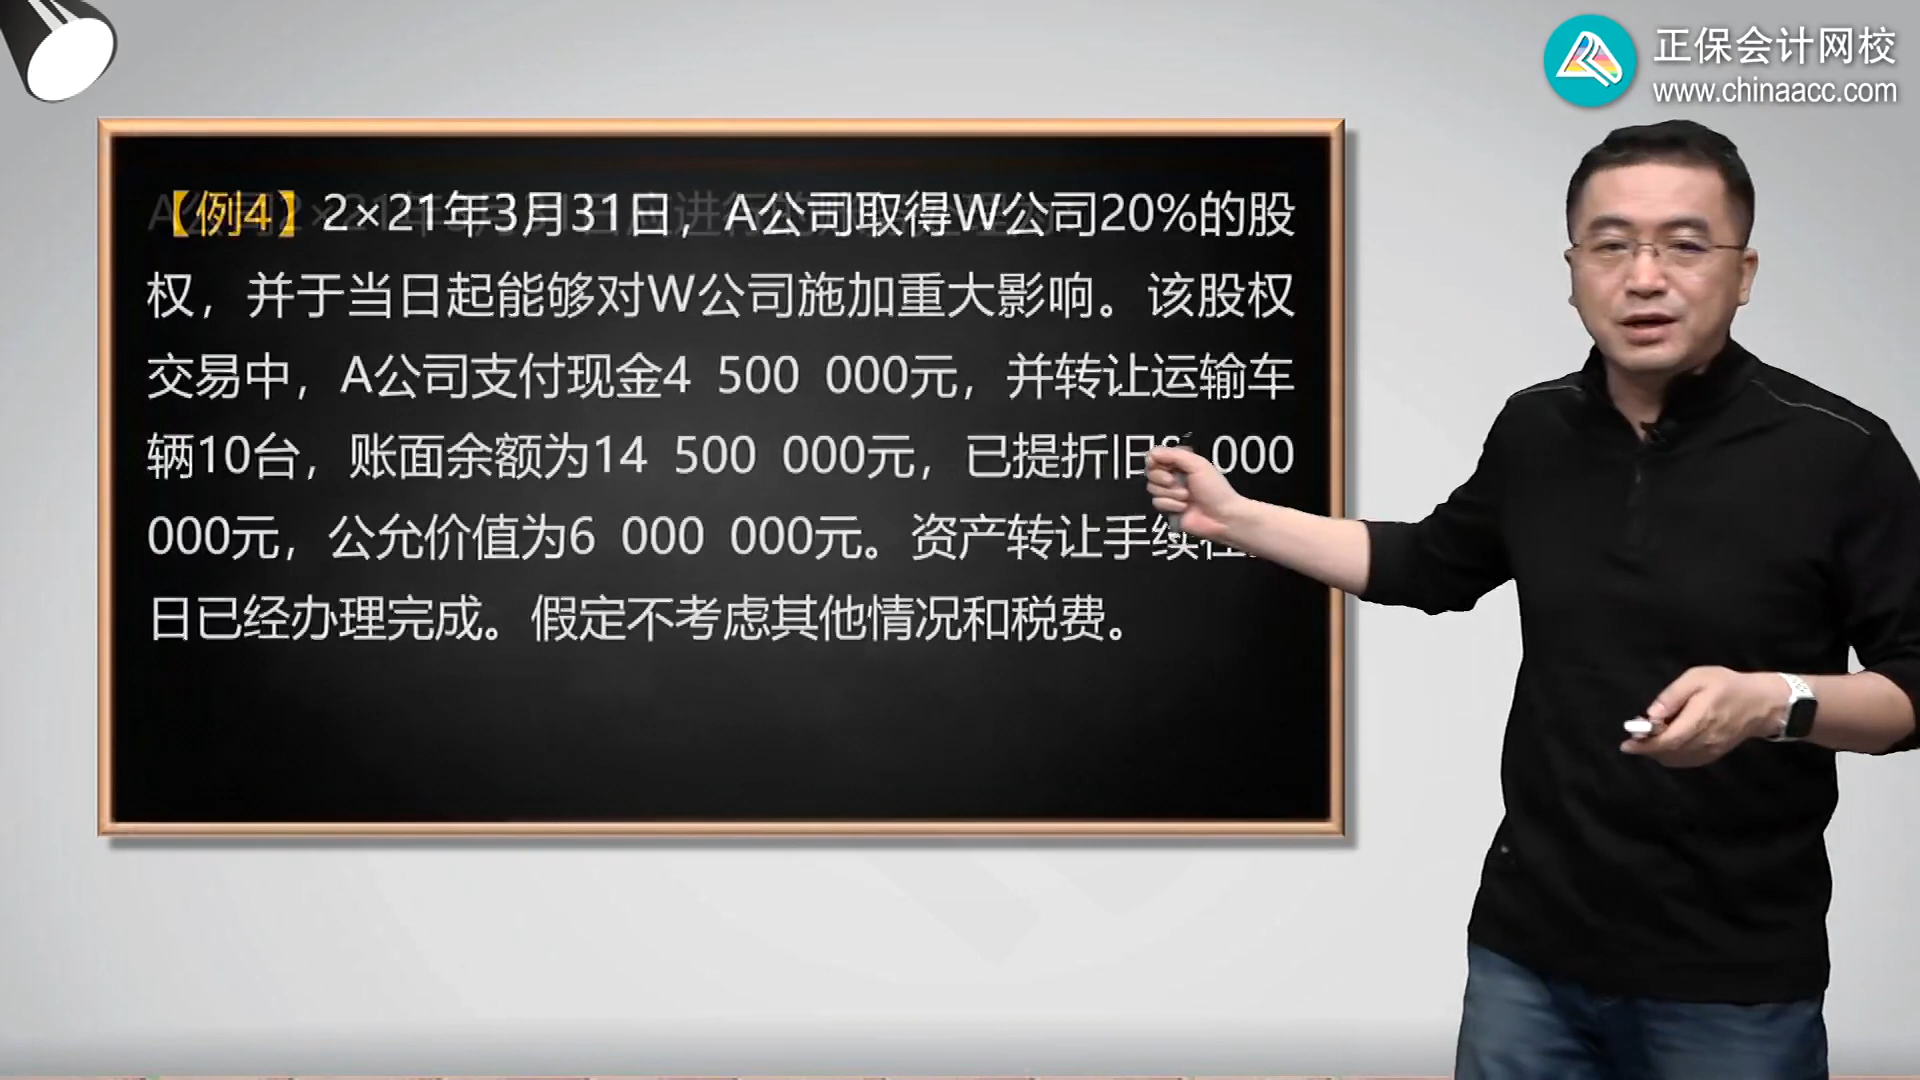 正保会计网校
www.chinaacc.com
【例4】2×21年3月31日，A公司取得W公司20%的股
权，并于当日起能够对W公司施加重大影响。该股权
交易中，A公司支付现金4 500 000元，并转让运输车
辆10台，账面余额为14 500 000元，已提折旧 000
000元，公允价值为6 000 000元。资产转让手续
日已经办理完成。假定不考虑其他情况和税费。